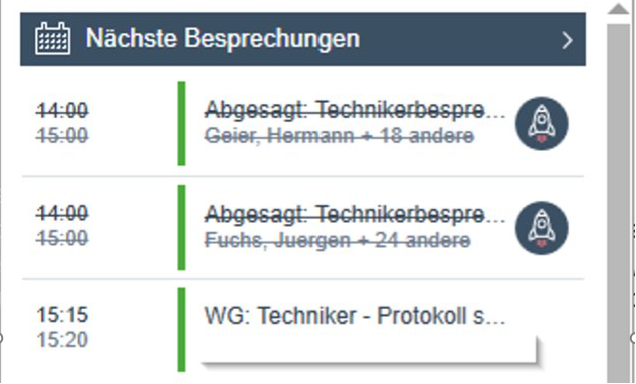 Nächste Besprechungen
14:00 Abgesagt: Technikerbespre...
15:00 Geier, Hermann + 18 andere
14:00 Abgesagt: Technikerbespre...
15:00 Fuchs, Juergen + 24 andere
15:15 WG: Techniker - Protokoll s...
15:20